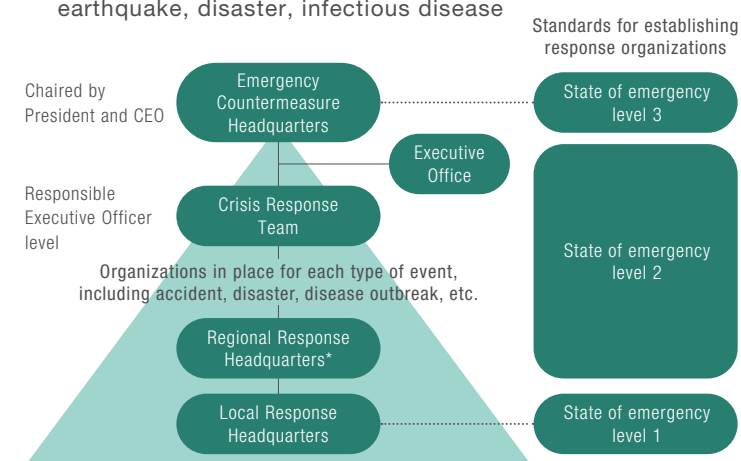 earthquake, disaster, infectious disease
Standards for establishing
response organizations
Chaired by
President and CEO
Emergency
Countermeasure
Headquarters
State of emergency
level 3
Executive
Office
Responsible
Executive Officer
level
Crisis Response
Team
State of emergency
level 2
Organizations in place for each type of event,
including accident, disaster, disease outbreak, etc.
Regional Response
Headquarters*
Local Response
Headquarters
State of emergency
level 1